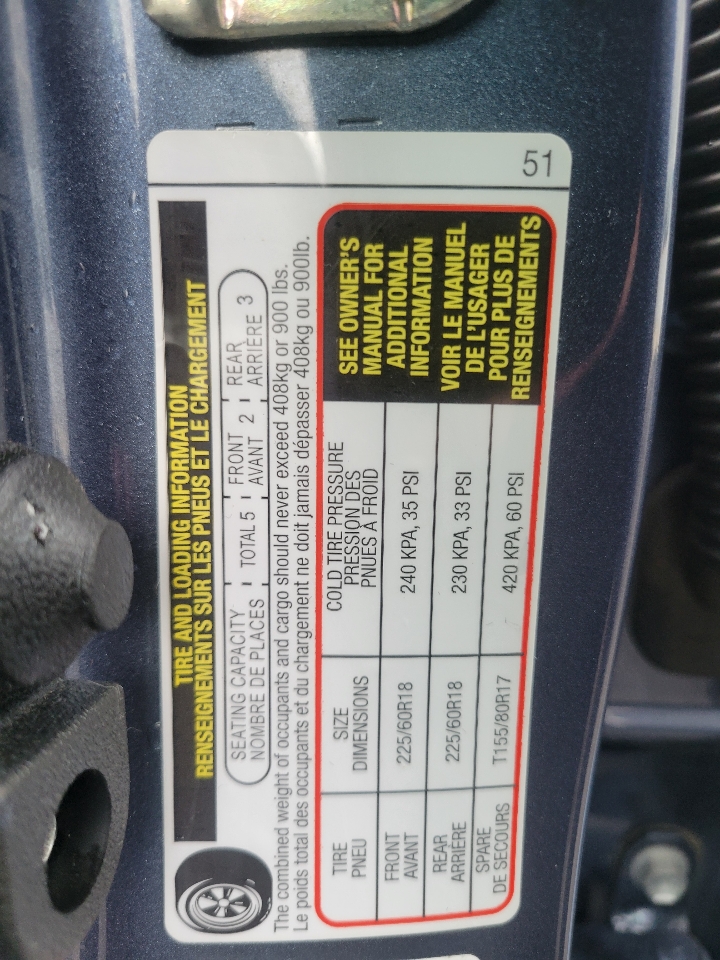 TIRE AND LOADING INFORMATION
RENSEIGNEMENTS SUR LES PNEUS ET LE CHARGEMENT
SEATING CAPACITY
NOMBRE DE PLACES
TOTAL 5
FRONT
AVANT 2
REAR
ARRIÈRE 3
The combined weight of occupants and cargo should never exceed 408kg or 900 lbs.
Le poids total des occupants et du chargement ne doit jamais dépasser 408kg ou 900lb.
TIRE
PNEU
SIZE
DIMENSIONS
COLD TIRE PRESSURE
PRESSION DES
PNUES À FROID
FRONT
AVANT
225/60R18
240 KPA, 35 PSI
REAR
ARRIÈRE
225/60R18
230 KPA, 33 PSI
SPARE
DE SECOURS
T155/80R17
420 KPA, 60 PSI
SEE OWNER'S
MANUAL FOR
ADDITIONAL
INFORMATION
VOIR LE MANUEL
DE L'USAGER
POUR PLUS DE
RENSEIGNEMENTS
51